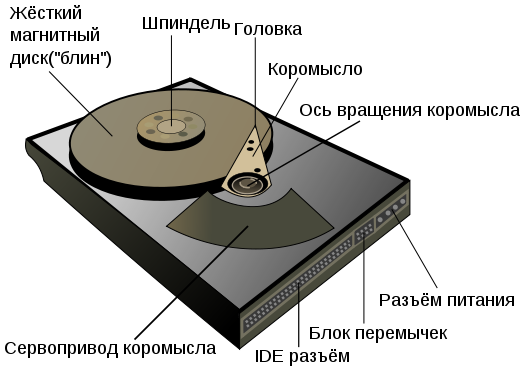 Жёсткий
магнитный
диск("блин")
Шпиндель
Головка
Коромысло
Ось вращения коромысла
Разъём питания
Блок перемычек
IDE разъём
Сервопривод коромысла